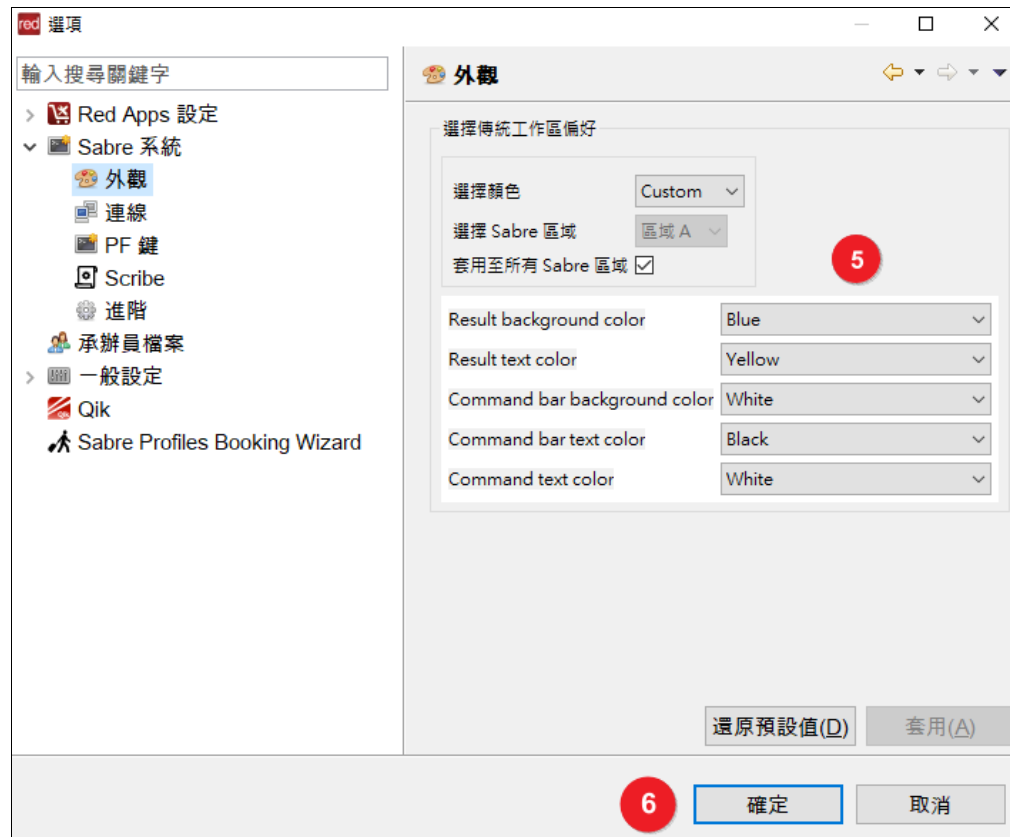 red 選項
輸入搜尋關鍵字
Red Apps 設定
Sabre 系統
外觀
連線
PF 鍵
Scribe
進階
承辦員檔案
一般設定
Qik
Sabre Profiles Booking Wizard
外觀
選擇傳統工作區偏好
選擇顏色 Custom
選擇 Sabre 區域 區域 A
套用至所有 Sabre 區域
5
Result background color Blue
Result text color Yellow
Command bar background color White
Command bar text color Black
Command text color White
還原預設值(D) 套用(A)
6 確定 取消